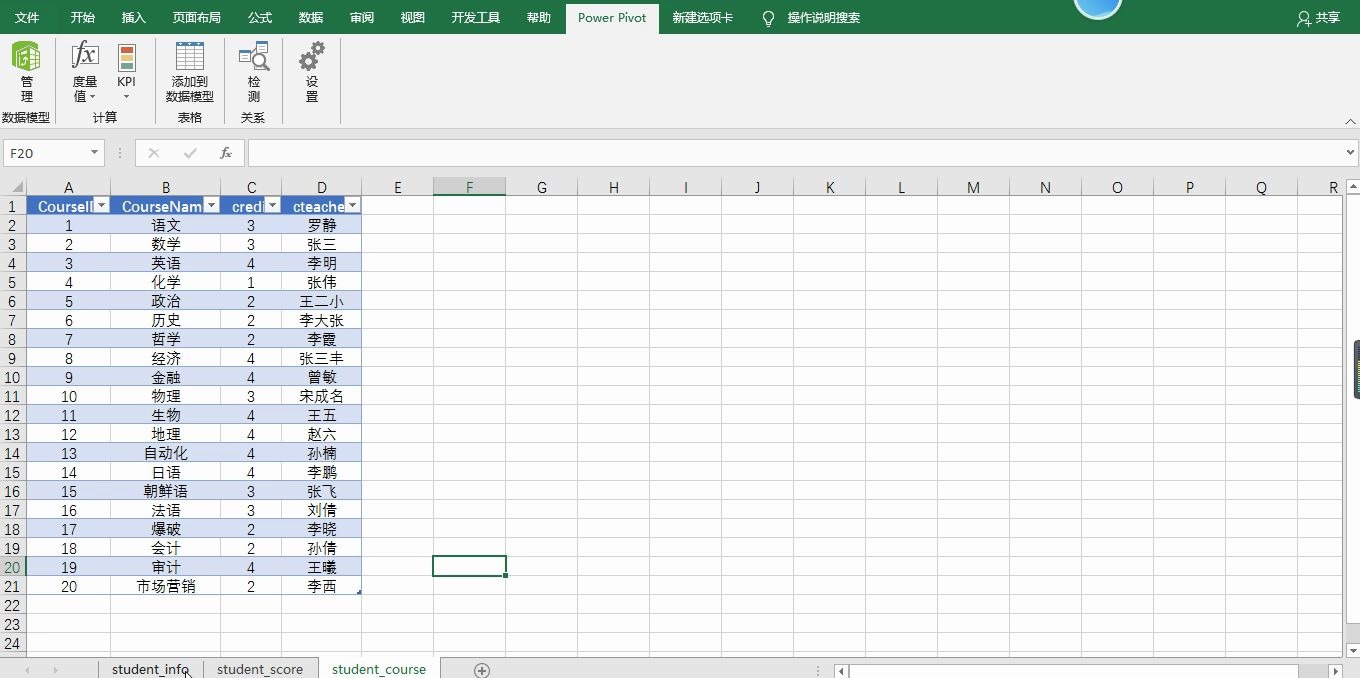 文件 开始 插入 页面布局 公式 数据 审阅 视图 开发工具 帮助 Power Pivot 新建选项卡 操作说明搜索 共享
管理 度量值 KPI 添加到数据模型 检测 设置
数据模型 计算 表格 关系
F20 fx
A B C D E F G H I J K L M N O P Q R
1 CourseI CourseNam credi cteache
2 1 语文 3 罗静
3 2 数学 3 张三
4 3 英语 4 李明
5 4 化学 1 张伟
6 5 政治 2 王二小
7 6 历史 2 李大张
8 7 哲学 2 李霞
9 8 经济 4 张三丰
10 9 金融 4 曾敏
11 10 物理 3 宋成名
12 11 生物 4 王五
13 12 地理 4 赵六
14 13 自动化 4 孙楠
15 14 日语 4 李鹏
16 15 朝鲜语 3 张飞
17 16 法语 3 刘倩
18 17 爆破 2 李晓
19 18 会计 2 孙倩
20 19 审计 4 王曦
21 20 市场营销 2 李西
22
23
24
student_info student_score student_course